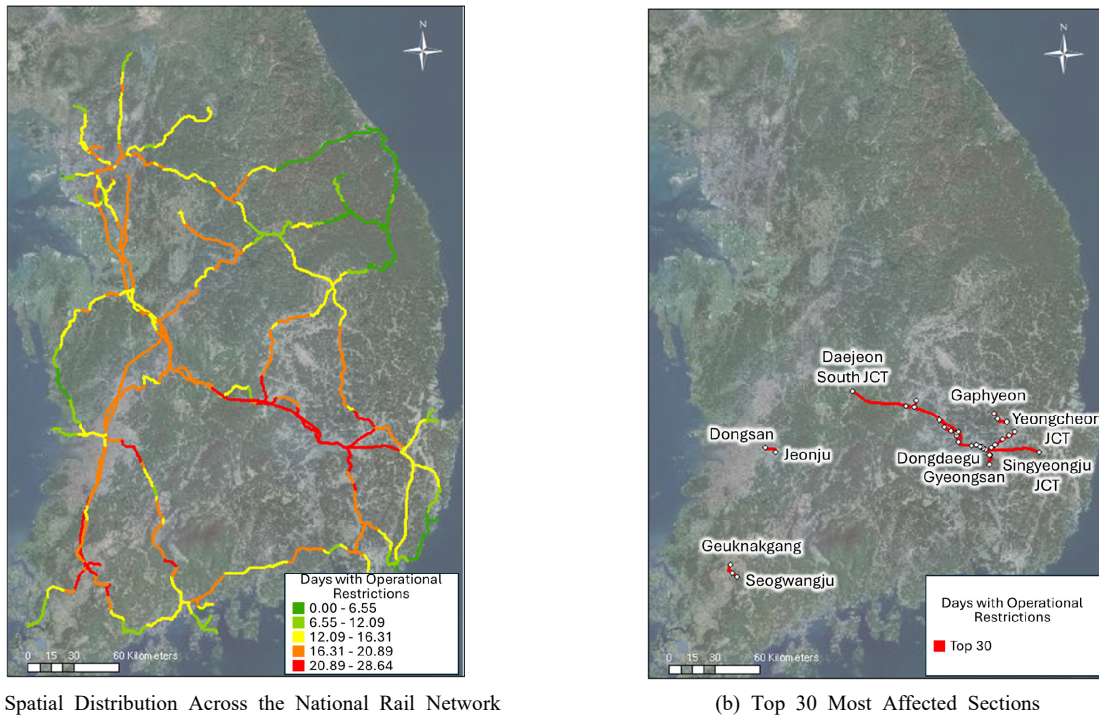 N
Days with Operational
Restrictions
0.00 - 6.55
6.55 - 12.09
12.09 - 16.31
16.31 - 20.89
20.89 - 28.64
0 15 30 60 Kilometers
Spatial Distribution Across the National Rail Network
N
Daejeon
South JCT
Gaphyeon
Yeongcheon
JCT
Dongsan
Jeonju
Dongdaegu
Gyeongsan
Singyeongju
JCT
Geuknakgang
Seogwangju
Days with Operational
Restrictions
Top 30
0 15 30 60 Kilometers
(b) Top 30 Most Affected Sections